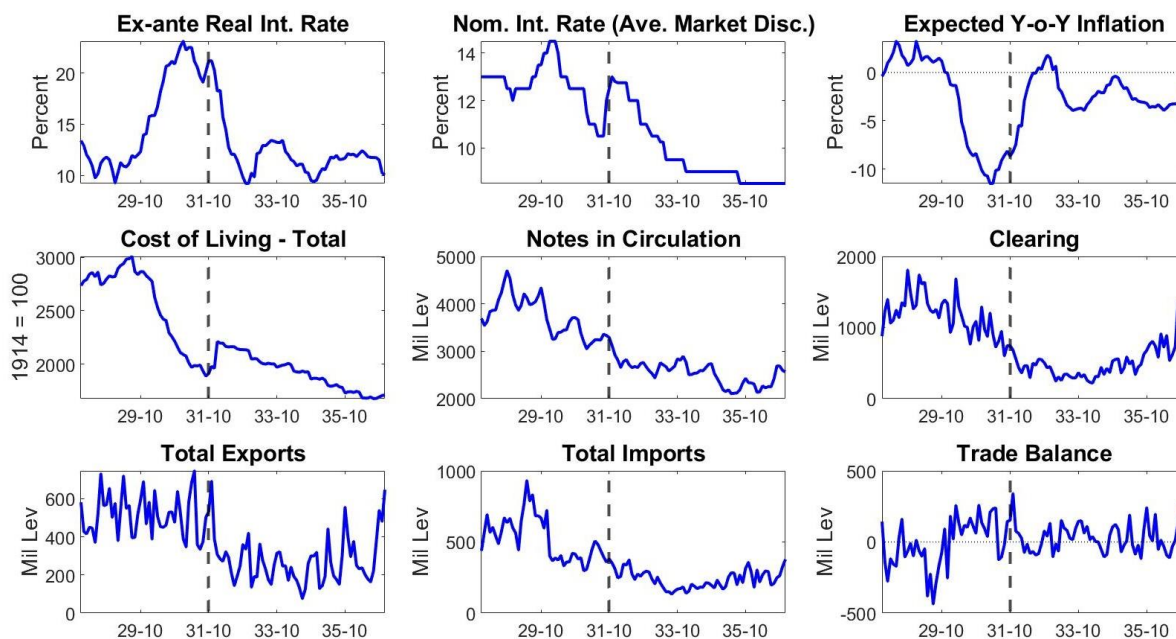 Ex-ante Real Int. Rate
Percent
20
15
10
29-10 31-10 33-10 35-10
Nom. Int. Rate (Ave. Market Disc.)
Percent
14
12
10
29-10 31-10 33-10 35-10
Expected Y-o-Y Inflation
Percent
0
-5
-10
29-10 31-10 33-10 35-10
Cost of Living - Total
1914 = 100
3000
2500
2000
29-10 31-10 33-10 35-10
Notes in Circulation
Mil Lev
5000
4000
3000
2000
29-10 31-10 33-10 35-10
Clearing
Mil Lev
2000
1000
0
29-10 31-10 33-10 35-10
Total Exports
Mil Lev
600
400
200
0
29-10 31-10 33-10 35-10
Total Imports
Mil Lev
1000
500
0
29-10 31-10 33-10 35-10
Trade Balance
Mil Lev
500
0
-500
29-10 31-10 33-10 35-10